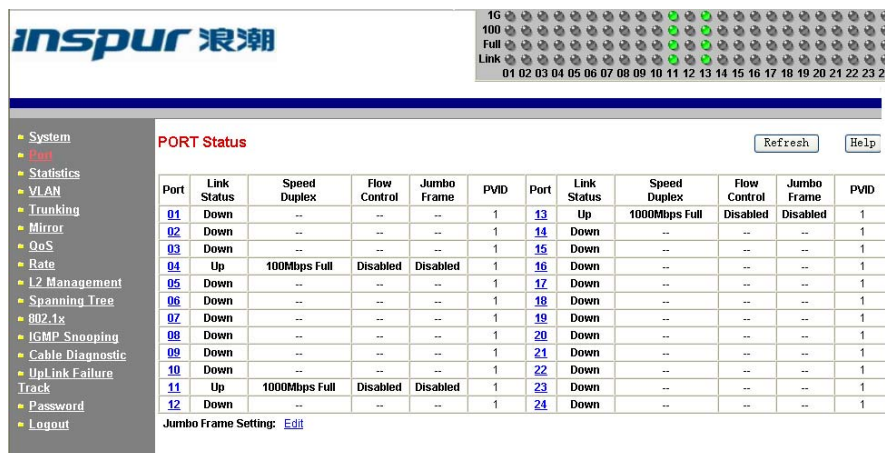 inspur 浪潮
1G
100
Full
Link
01 02 03 04 05 06 07 08 09 10 11 12 13 14 15 16 17 18 19 20 21 22 23
System
Port
Statistics
VLAN
Trunking
Mirror
QoS
Rate
L2 Management
Spanning Tree
802.1x
IGMP Snooping
Cable Diagnostic
UpLink Failure
Track
Password
Logout
PORT Status
Refresh Help
Port Link Status Speed Duplex Flow Control Jumbo Frame PVID Port Link Status Speed Duplex Flow Control Jumbo Frame PVID
01 Down -- -- -- 1 13 Up 1000Mbps Full Disabled Disabled 1
02 Down -- -- -- 1 14 Down -- -- -- 1
03 Down -- -- -- 1 15 Down -- -- -- 1
04 Up 100Mbps Full Disabled Disabled 1 16 Down -- -- -- 1
05 Down -- -- -- 1 17 Down -- -- -- 1
06 Down -- -- -- 1 18 Down -- -- -- 1
07 Down -- -- -- 1 19 Down -- -- -- 1
08 Down -- -- -- 1 20 Down -- -- -- 1
09 Down -- -- -- 1 21 Down -- -- -- 1
10 Down -- -- -- 1 22 Down -- -- -- 1
11 Up 1000Mbps Full Disabled Disabled 1 23 Down -- -- -- 1
12 Down -- -- -- 1 24 Down -- -- -- 1
Jumbo Frame Setting: Edit